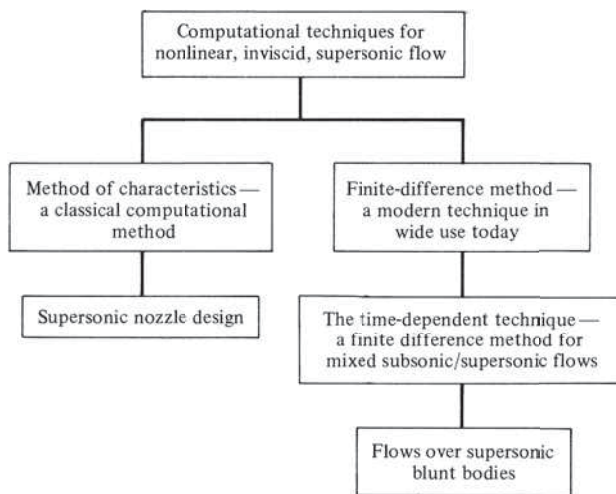 Computational techniques for
nonlinear, inviscid, supersonic flow
Method of characteristics —
a classical computational
method
Finite-difference method —
a modern technique in
wide use today
Supersonic nozzle design
The time-dependent technique —
a finite difference method for
mixed subsonic/supersonic flows
Flows over supersonic
blunt bodies